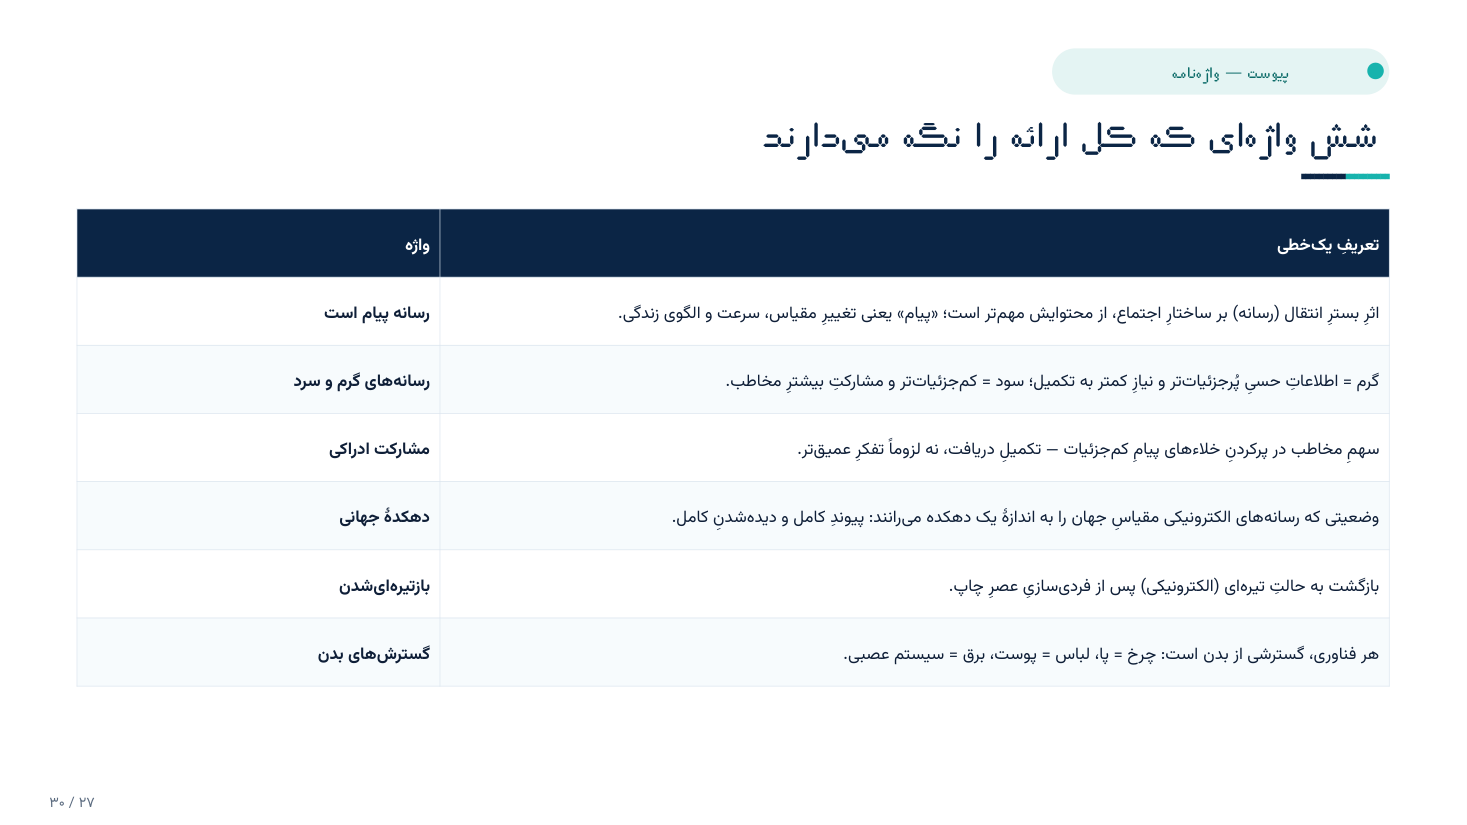 پیوست — واژه‌نامه
شش واژه‌ای که کل ارائه را نگه می‌دارند
تعریفِ یک‌خطی
واژه
اثرِ بسترِ انتقال (رسانه) بر ساختارِ اجتماع، از محتوایش مهم‌تر است؛ «پیام» یعنی تغییرِ مقیاس، سرعت و الگوی زندگی.
رسانه پیام است
گرم = اطلاعاتِ حسیِ پُرجزئیات‌تر و نیازِ کمتر به تکمیل؛ سود = کم‌جزئیات‌تر و مشارکتِ بیشترِ مخاطب.
رسانه‌های گرم و سرد
سهمِ مخاطب در پرکردنِ خلاءهای پیامِ کم‌جزئیات — تکمیلِ دریافت، نه لزوماً تفکرِ عمیق‌تر.
مشارکت ادراکی
وضعیتی که رسانه‌های الکترونیکی مقیاسِ جهان را به اندازهٔ یک دهکده می‌رانند: پیوندِ کامل و دیده‌شدنِ کامل.
دهکدهٔ جهانی
بازگشت به حالتِ تیره‌ای (الکترونیکی) پس از فردی‌سازیِ عصرِ چاپ.
بازتیره‌ای‌شدن
هر فناوری، گسترشی از بدن است: چرخ = پا، لباس = پوست، برق = سیستم عصبی.
گسترش‌های بدن
۲۷ / ۳۰